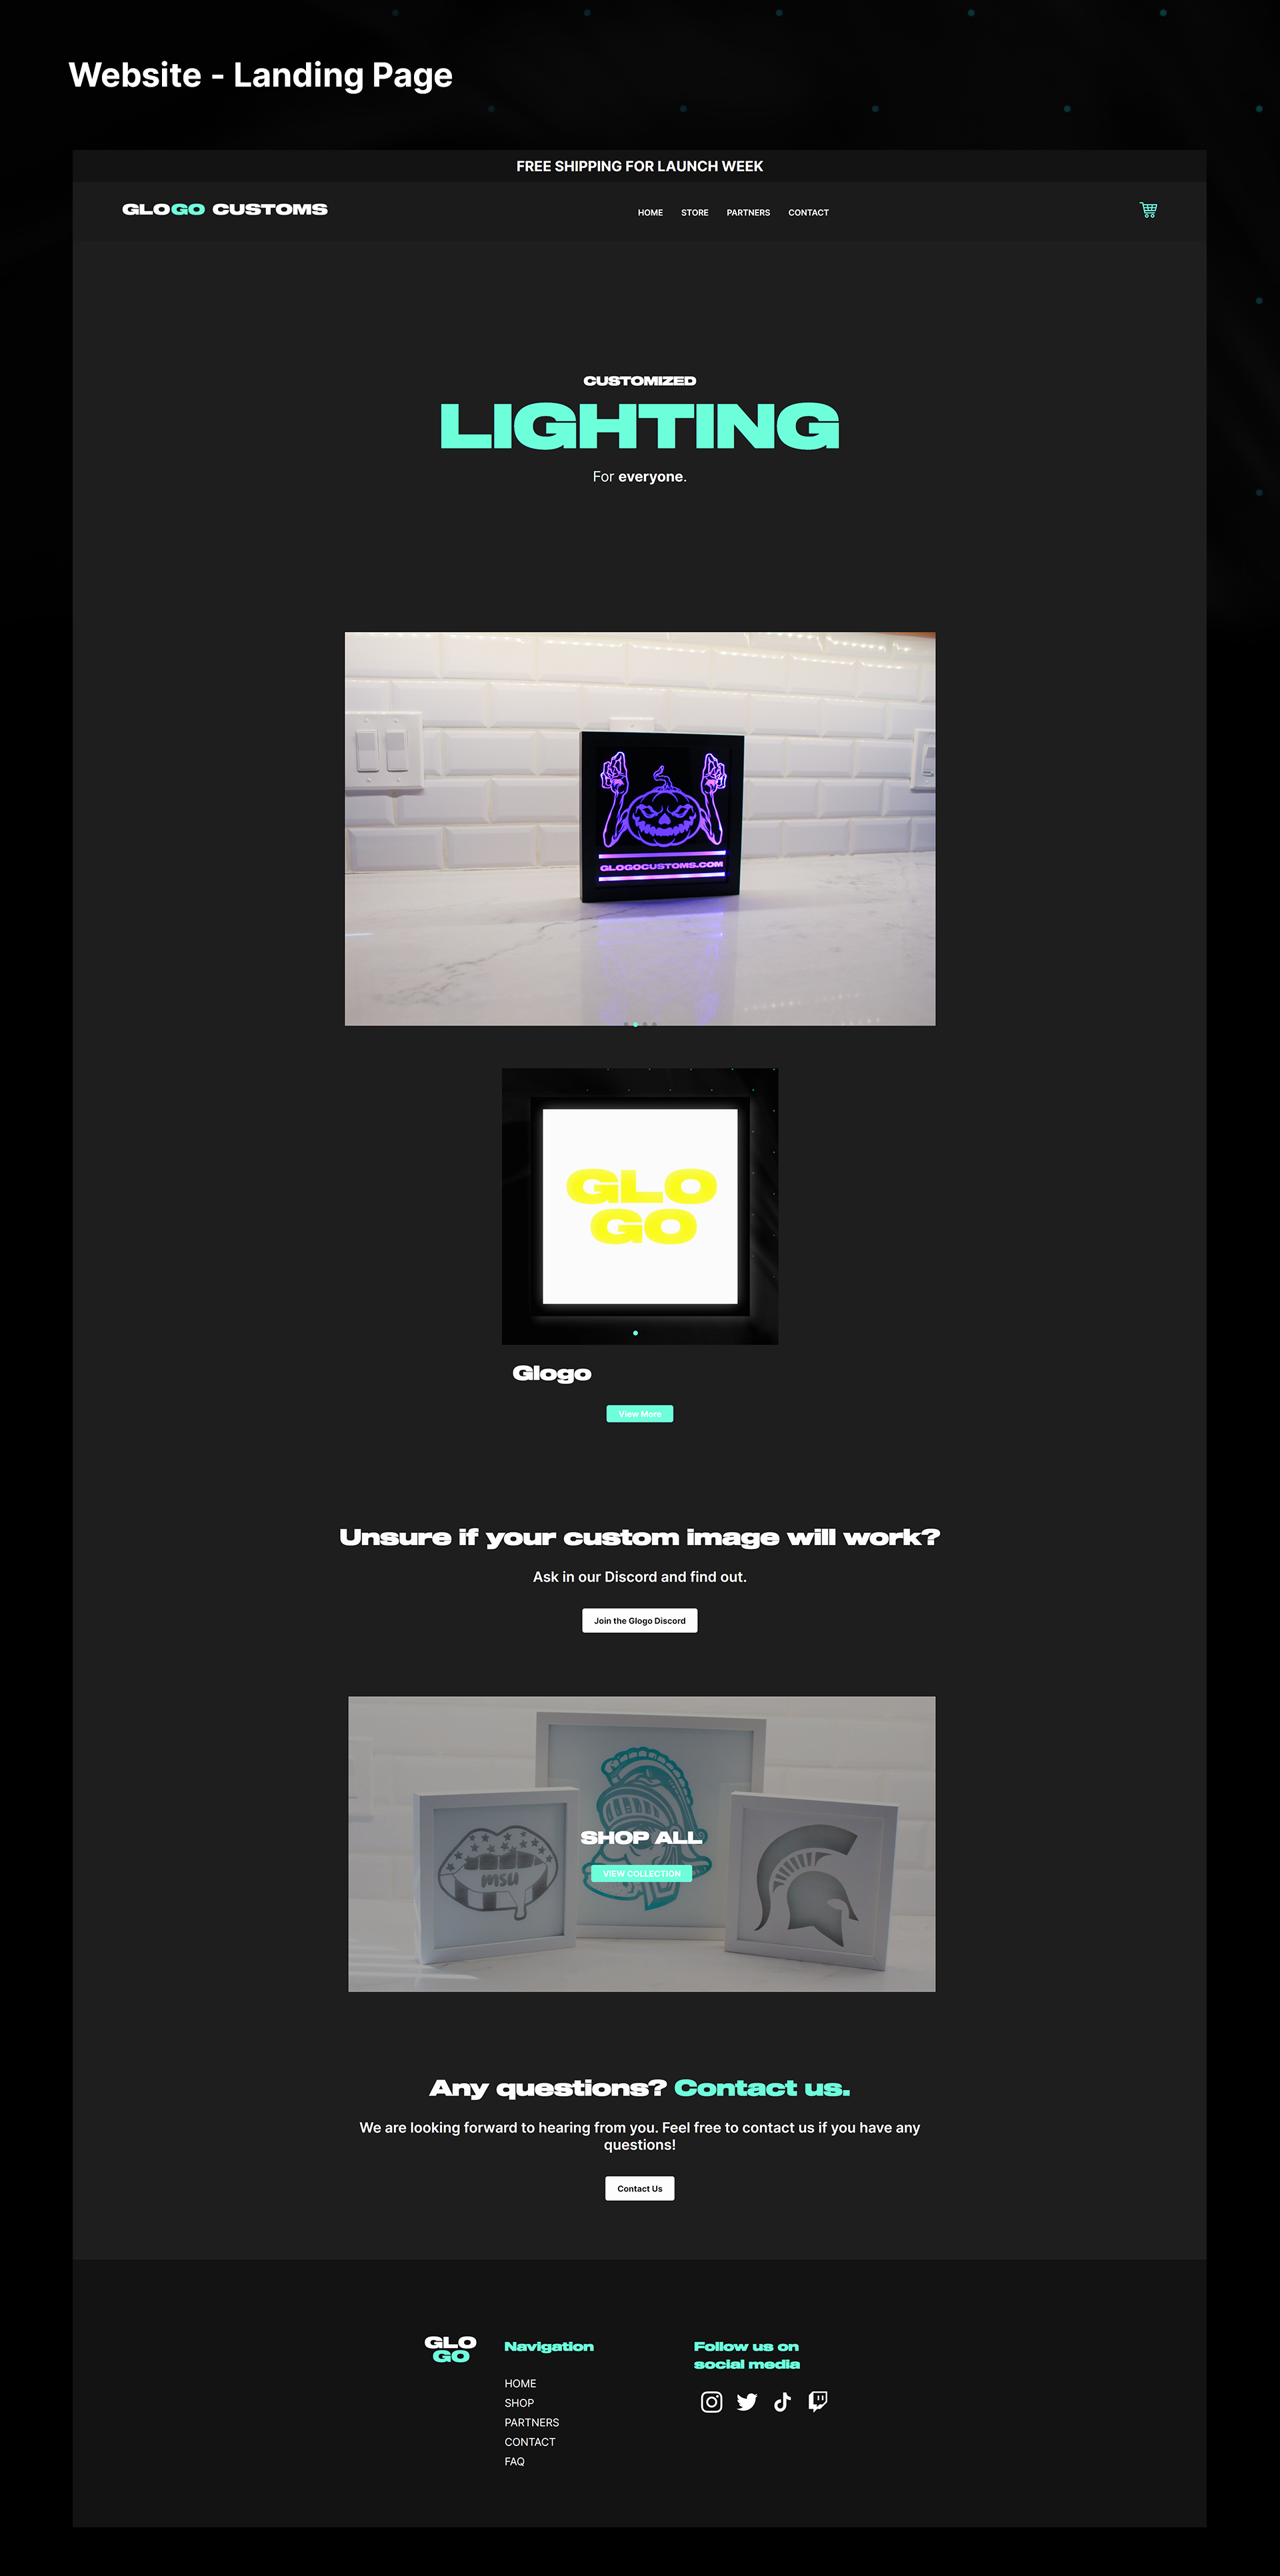 Website - Landing Page
FREE SHIPPING FOR LAUNCH WEEK
GLOGO CUSTOMS
HOME STORE PARTNERS CONTACT
CUSTOMIZED
LIGHTING
For everyone.
GLOGOCUSTOMS.COM
GLO
GO
Glogo
View More
Unsure if your custom image will work?
Ask in our Discord and find out.
Join the Glogo Discord
msu
SHOP ALL
VIEW COLLECTION
Any questions? Contact us.
We are looking forward to hearing from you. Feel free to contact us if you have any
questions!
Contact Us
GLO
GO
Navigation
HOME
SHOP
PARTNERS
CONTACT
FAQ
Follow us on
social media